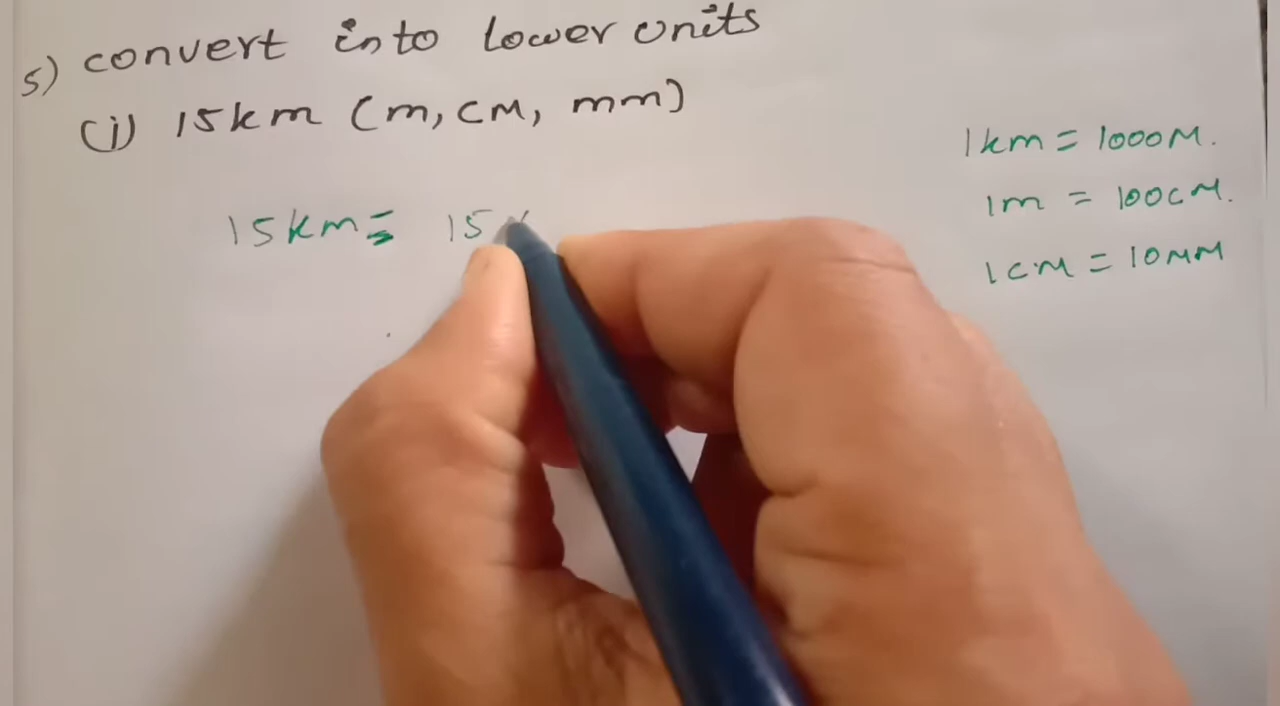 5) convert into lower units
(i) 15km (m, cm, mm)
1km = 1000m.
1m = 100cm.
1cm = 10mm
15km = 15 ×